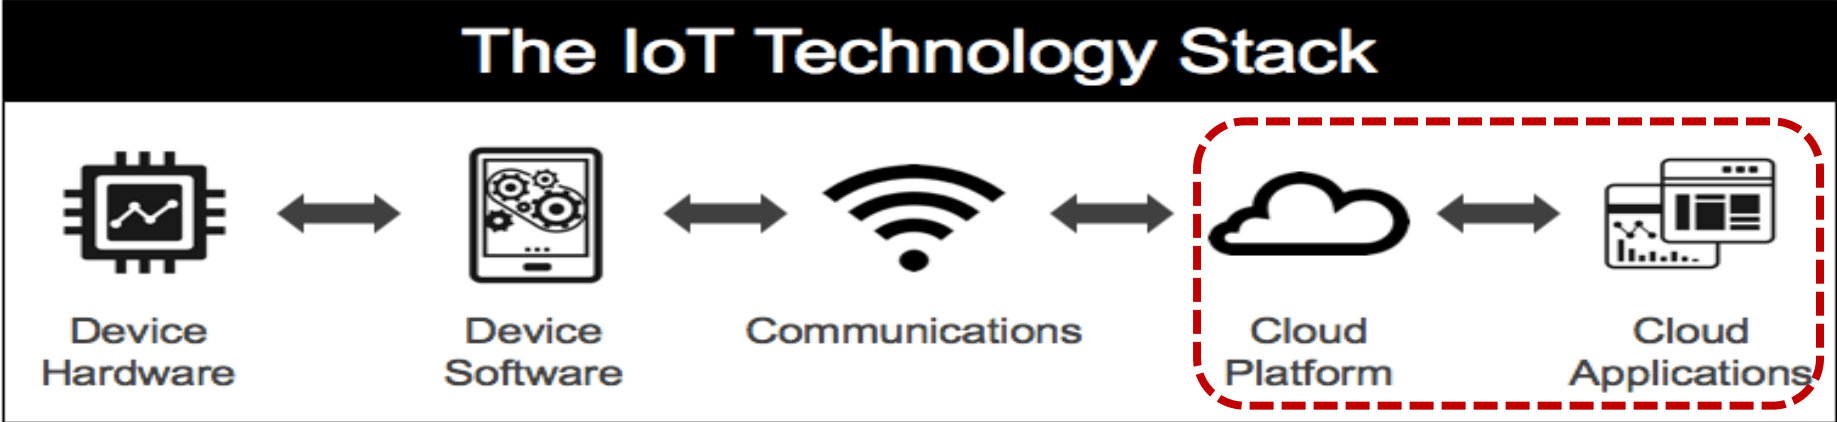 The IoT Technology Stack
Device
Hardware
Device
Software
Communications
Cloud
Platform
Cloud
Applications